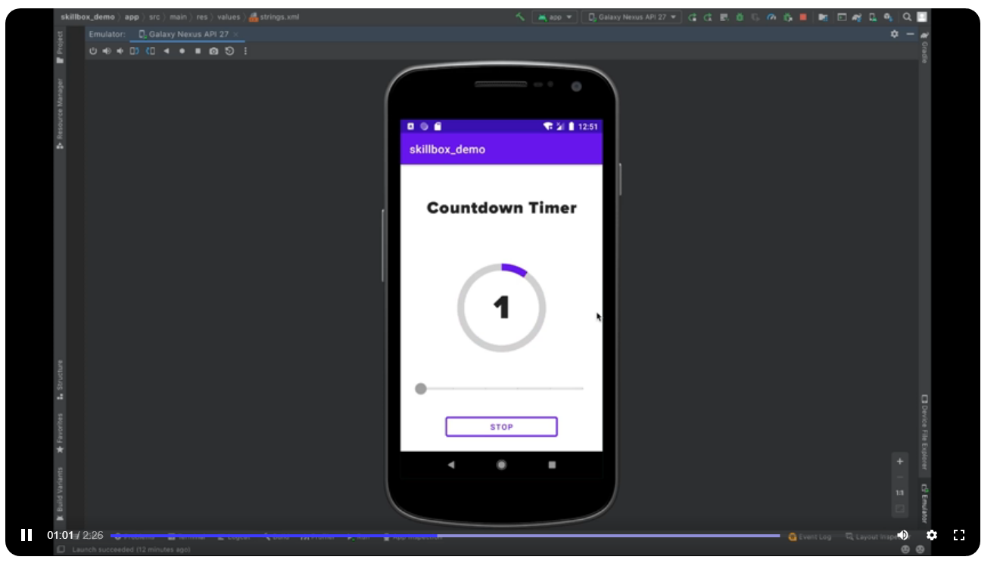 skillbox_demo app src main res values strings.xml app Galaxy Nexus API 27
Emulator: Galaxy Nexus API 27
Project
Resource Manager
Gradle
12:51
skillbox_demo
Countdown Timer
1
STOP
Structure
Favorites
Build Variants
Device File Explorer
Emulator
1:1
01:01 / 2:26
Event Log
Launch succeeded (12 minutes ago)